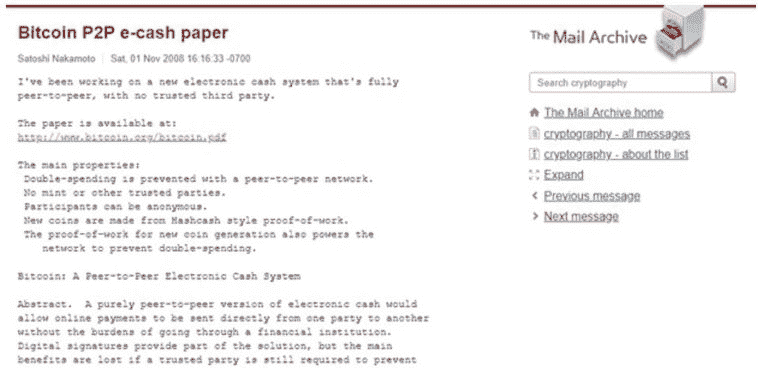 Bitcoin P2P e-cash paper
Satoshi Nakamoto Sat, 01 Nov 2008 16:16:33 -0700
I've been working on a new electronic cash system that's fully
peer-to-peer, with no trusted third party.
The paper is available at:
http://www.bitcoin.org/bitcoin.pdf
The main properties:
Double-spending is prevented with a peer-to-peer network.
No mint or other trusted parties.
Participants can be anonymous.
New coins are made from Hashcash style proof-of-work.
The proof-of-work for new coin generation also powers the
network to prevent double-spending.
Bitcoin: A Peer-to-Peer Electronic Cash System
Abstract. A purely peer-to-peer version of electronic cash would
allow online payments to be sent directly from one party to another
without the burdens of going through a financial institution.
Digital signatures provide part of the solution, but the main
benefits are lost if a trusted party is still required to prevent
The Mail Archive
Search cryptography
The Mail Archive home
cryptography - all messages
cryptography - about the list
Expand
Previous message
Next message